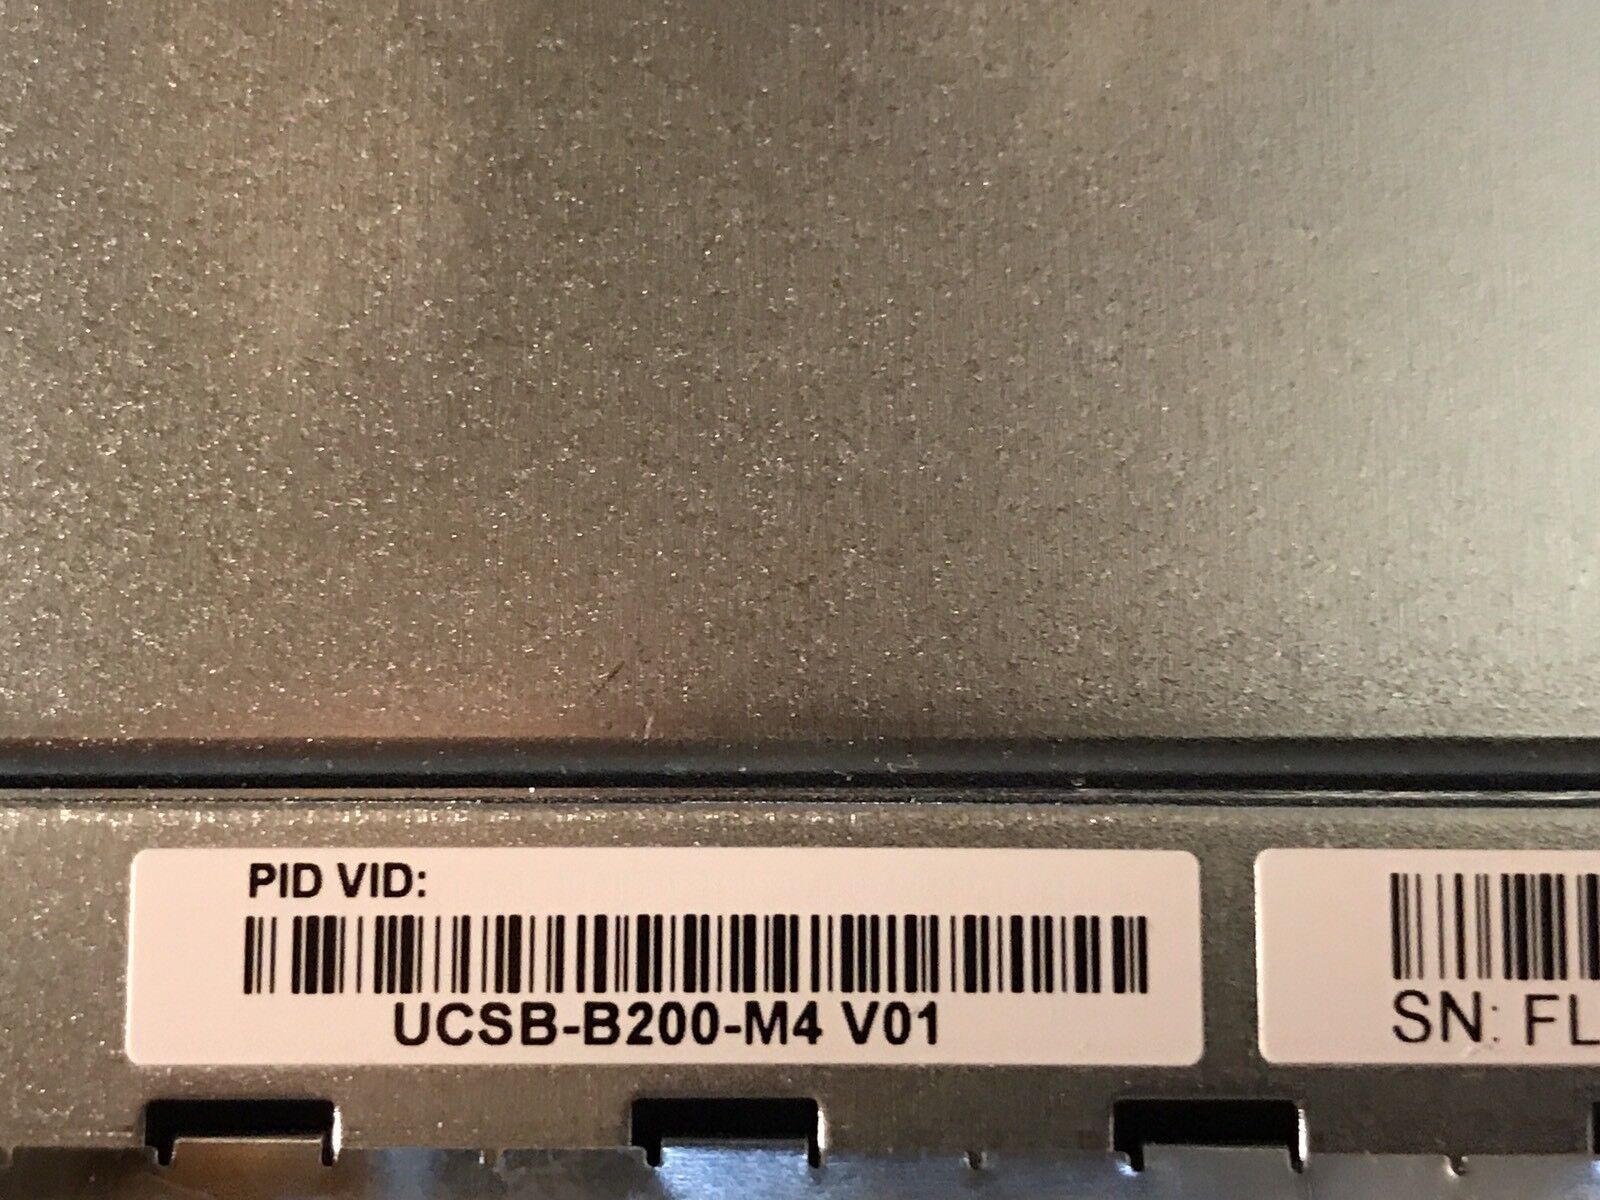 PID VID:
UCSB-B200-M4 V01
SN: FL